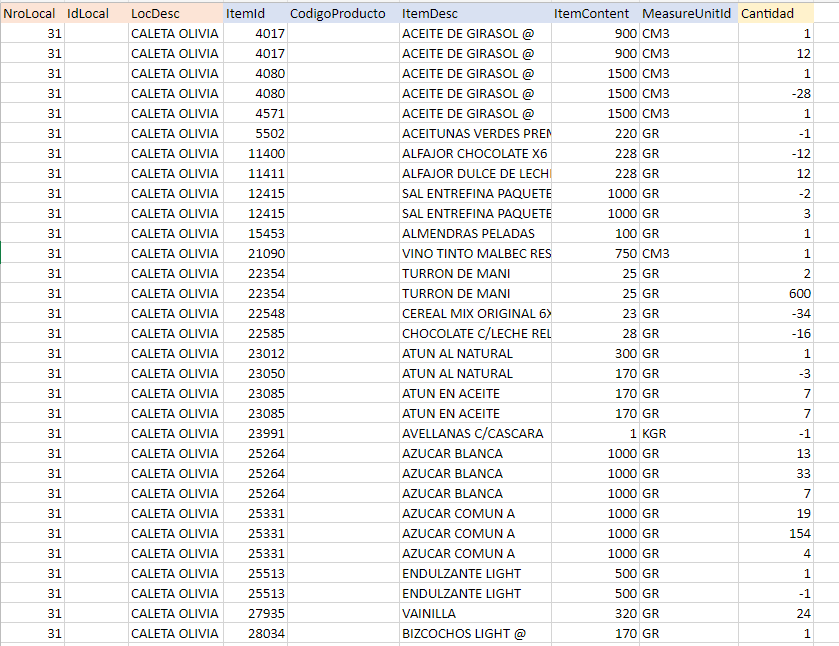 NroLocal IdLocal LocDesc ItemId CodigoProducto ItemDesc ItemContent MeasureUnitId Cantidad
31 CALETA OLIVIA 4017 ACEITE DE GIRASOL @ 900 CM3 1
31 CALETA OLIVIA 4017 ACEITE DE GIRASOL @ 900 CM3 12
31 CALETA OLIVIA 4080 ACEITE DE GIRASOL @ 1500 CM3 1
31 CALETA OLIVIA 4080 ACEITE DE GIRASOL @ 1500 CM3 -28
31 CALETA OLIVIA 4571 ACEITE DE GIRASOL @ 1500 CM3 1
31 CALETA OLIVIA 5502 ACEITUNAS VERDES PREM 220 GR -1
31 CALETA OLIVIA 11400 ALFAJOR CHOCOLATE X6 228 GR -12
31 CALETA OLIVIA 11411 ALFAJOR DULCE DE LECH 228 GR 12
31 CALETA OLIVIA 12415 SAL ENTREFINA PAQUETE 1000 GR -2
31 CALETA OLIVIA 12415 SAL ENTREFINA PAQUETE 1000 GR 3
31 CALETA OLIVIA 15453 ALMENDRAS PELADAS 100 GR 1
31 CALETA OLIVIA 21090 VINO TINTO MALBEC RES 750 CM3 1
31 CALETA OLIVIA 22354 TURRON DE MANI 25 GR 2
31 CALETA OLIVIA 22354 TURRON DE MANI 25 GR 600
31 CALETA OLIVIA 22548 CEREAL MIX ORIGINAL 6X 23 GR -34
31 CALETA OLIVIA 22585 CHOCOLATE C/LECHE REL 28 GR -16
31 CALETA OLIVIA 23012 ATUN AL NATURAL 300 GR 1
31 CALETA OLIVIA 23050 ATUN AL NATURAL 170 GR -3
31 CALETA OLIVIA 23085 ATUN EN ACEITE 170 GR 7
31 CALETA OLIVIA 23085 ATUN EN ACEITE 170 GR 7
31 CALETA OLIVIA 23991 AVELLANAS C/CASCARA 1 KGR -1
31 CALETA OLIVIA 25264 AZUCAR BLANCA 1000 GR 13
31 CALETA OLIVIA 25264 AZUCAR BLANCA 1000 GR 33
31 CALETA OLIVIA 25264 AZUCAR BLANCA 1000 GR 7
31 CALETA OLIVIA 25331 AZUCAR COMUN A 1000 GR 19
31 CALETA OLIVIA 25331 AZUCAR COMUN A 1000 GR 154
31 CALETA OLIVIA 25331 AZUCAR COMUN A 1000 GR 4
31 CALETA OLIVIA 25513 ENDULZANTE LIGHT 500 GR 1
31 CALETA OLIVIA 25513 ENDULZANTE LIGHT 500 GR -1
31 CALETA OLIVIA 27935 VAINILLA 320 GR 24
31 CALETA OLIVIA 28034 BIZCOCHOS LIGHT @ 170 GR 1